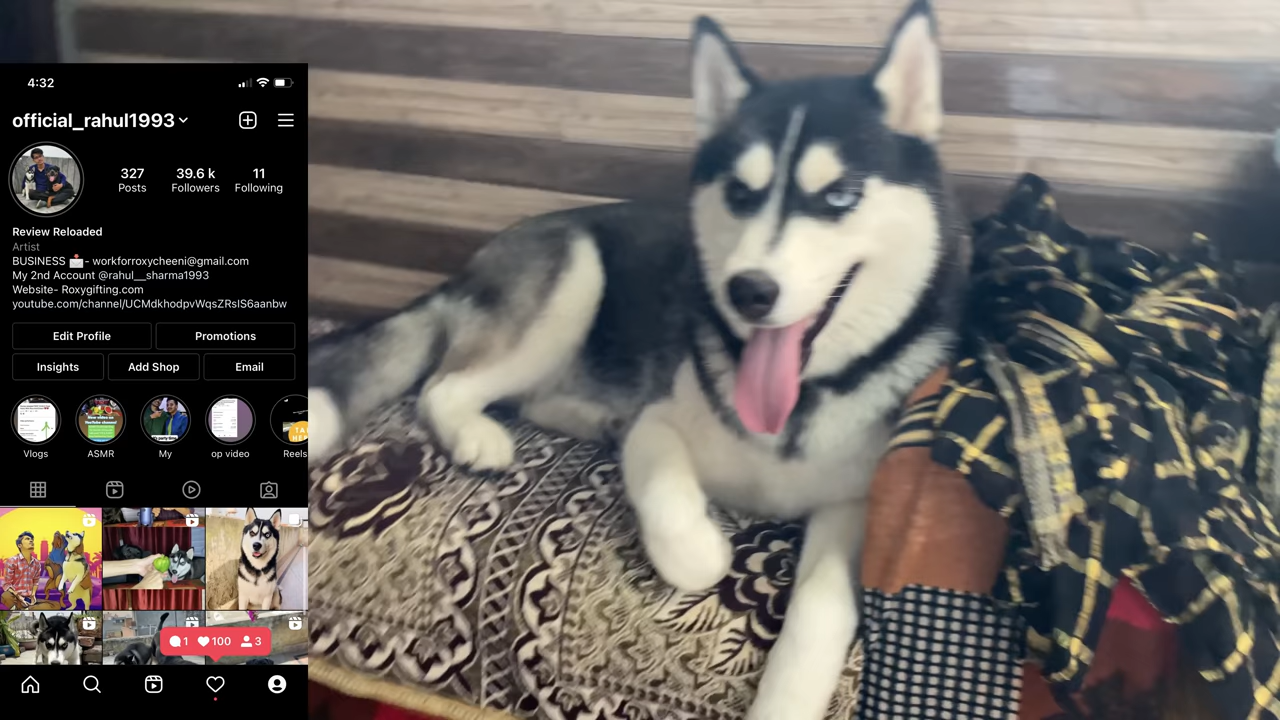 4:32
official_rahul1993
327 39.6 k 11
Posts Followers Following
Review Reloaded
Artist
BUSINESS 📩- workforroxycheeni@gmail.com
My 2nd Account @rahul__sharma1993
Website- Roxygifting.com
youtube.com/channel/UCMdkhodpvWqsZRsIS6aanbw
Edit Profile Promotions
Insights Add Shop Email
Vlogs ASMR My op video Reels
1 100 3